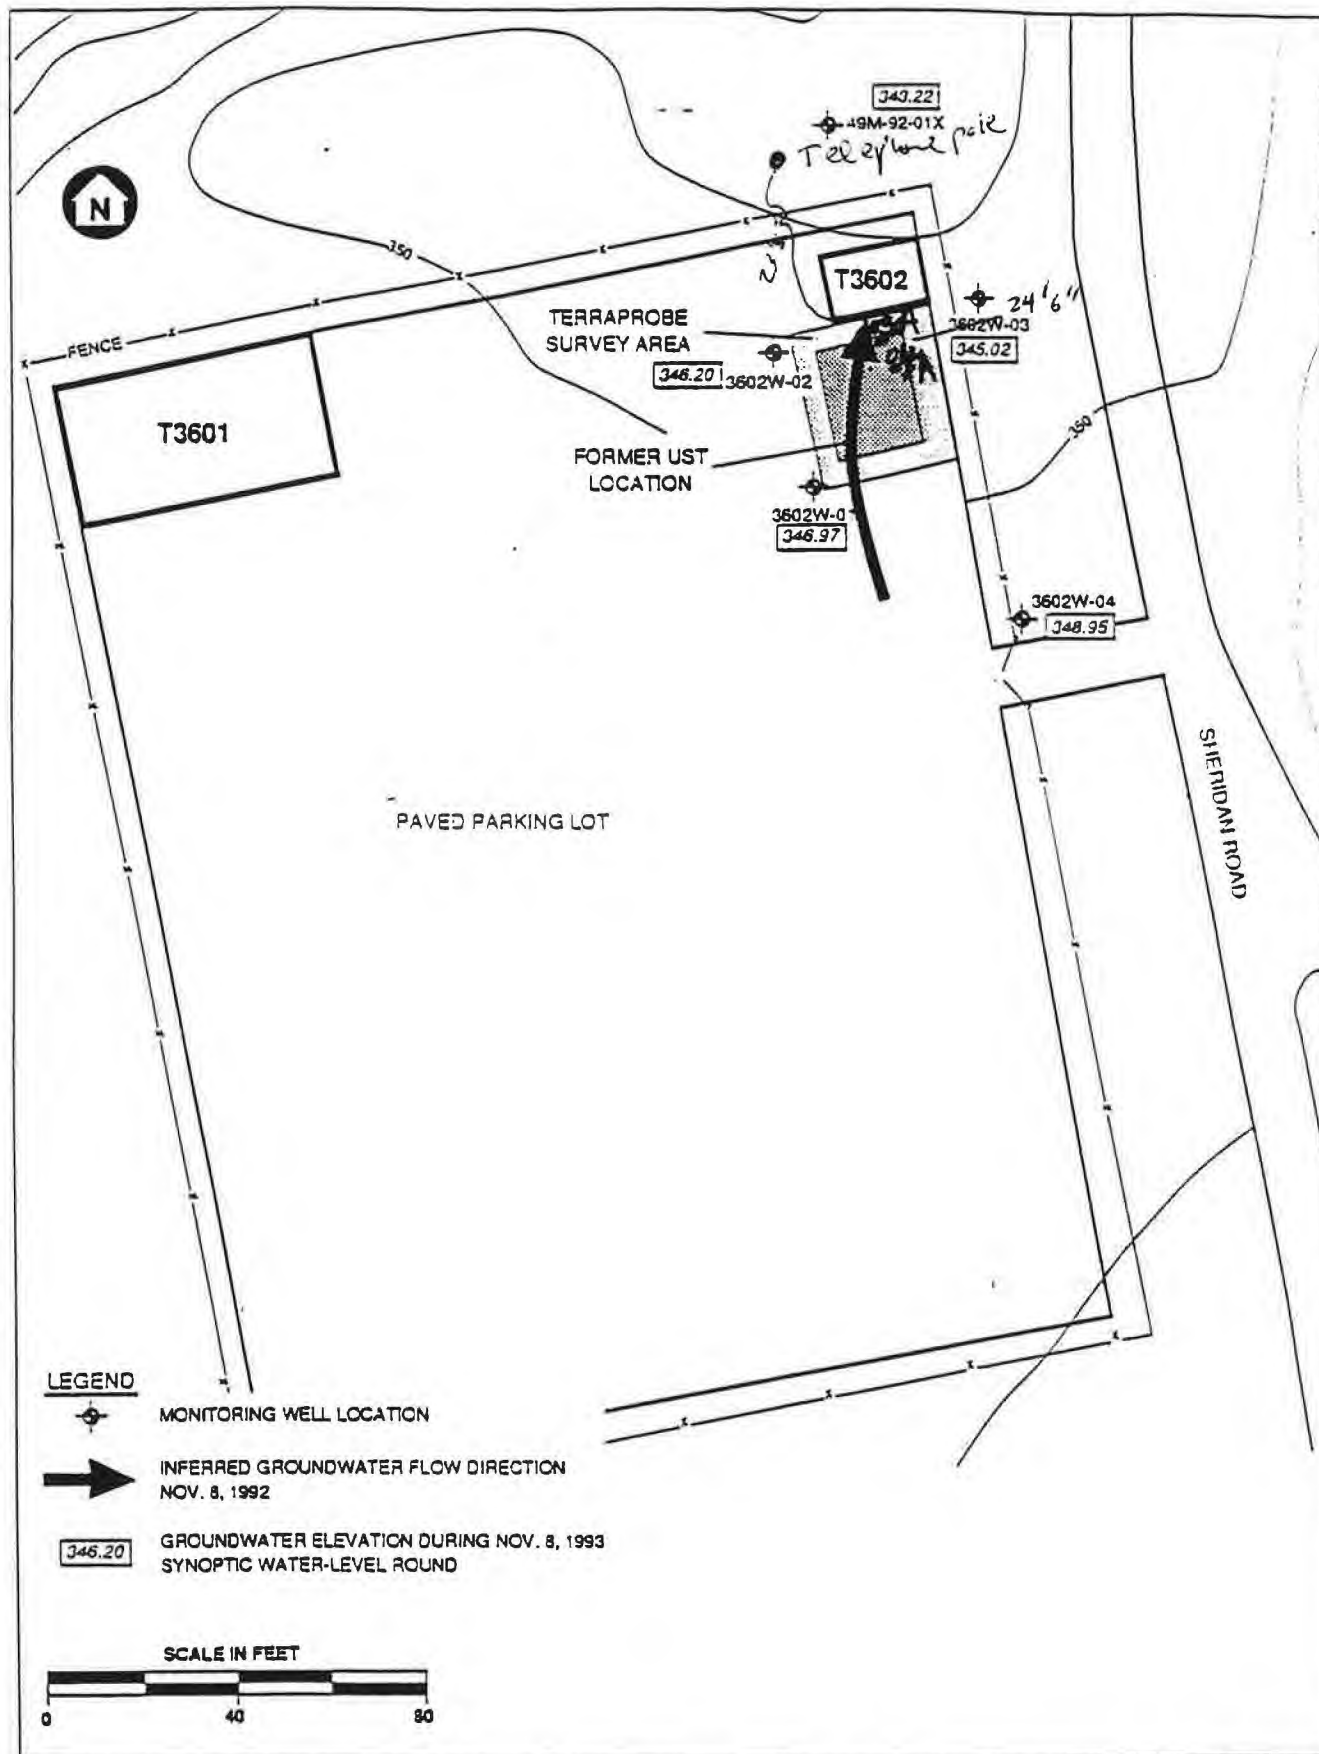 343.22
49M-92-01X
Telephone pole
N
350
T3602
24'6"
TERRAPROBE
SURVEY AREA
3602W-03
345.02
FENCE
346.20
3602W-02
T3601
350
FORMER UST
LOCATION
3602W-01
346.97
3602W-04
348.95
SHERIDAN ROAD
PAVED PARKING LOT
LEGEND
MONITORING WELL LOCATION
INFERRED GROUNDWATER FLOW DIRECTION
NOV. 8, 1992
346.20
GROUNDWATER ELEVATION DURING NOV. 8, 1993
SYNOPTIC WATER-LEVEL ROUND
SCALE IN FEET
0 40 80